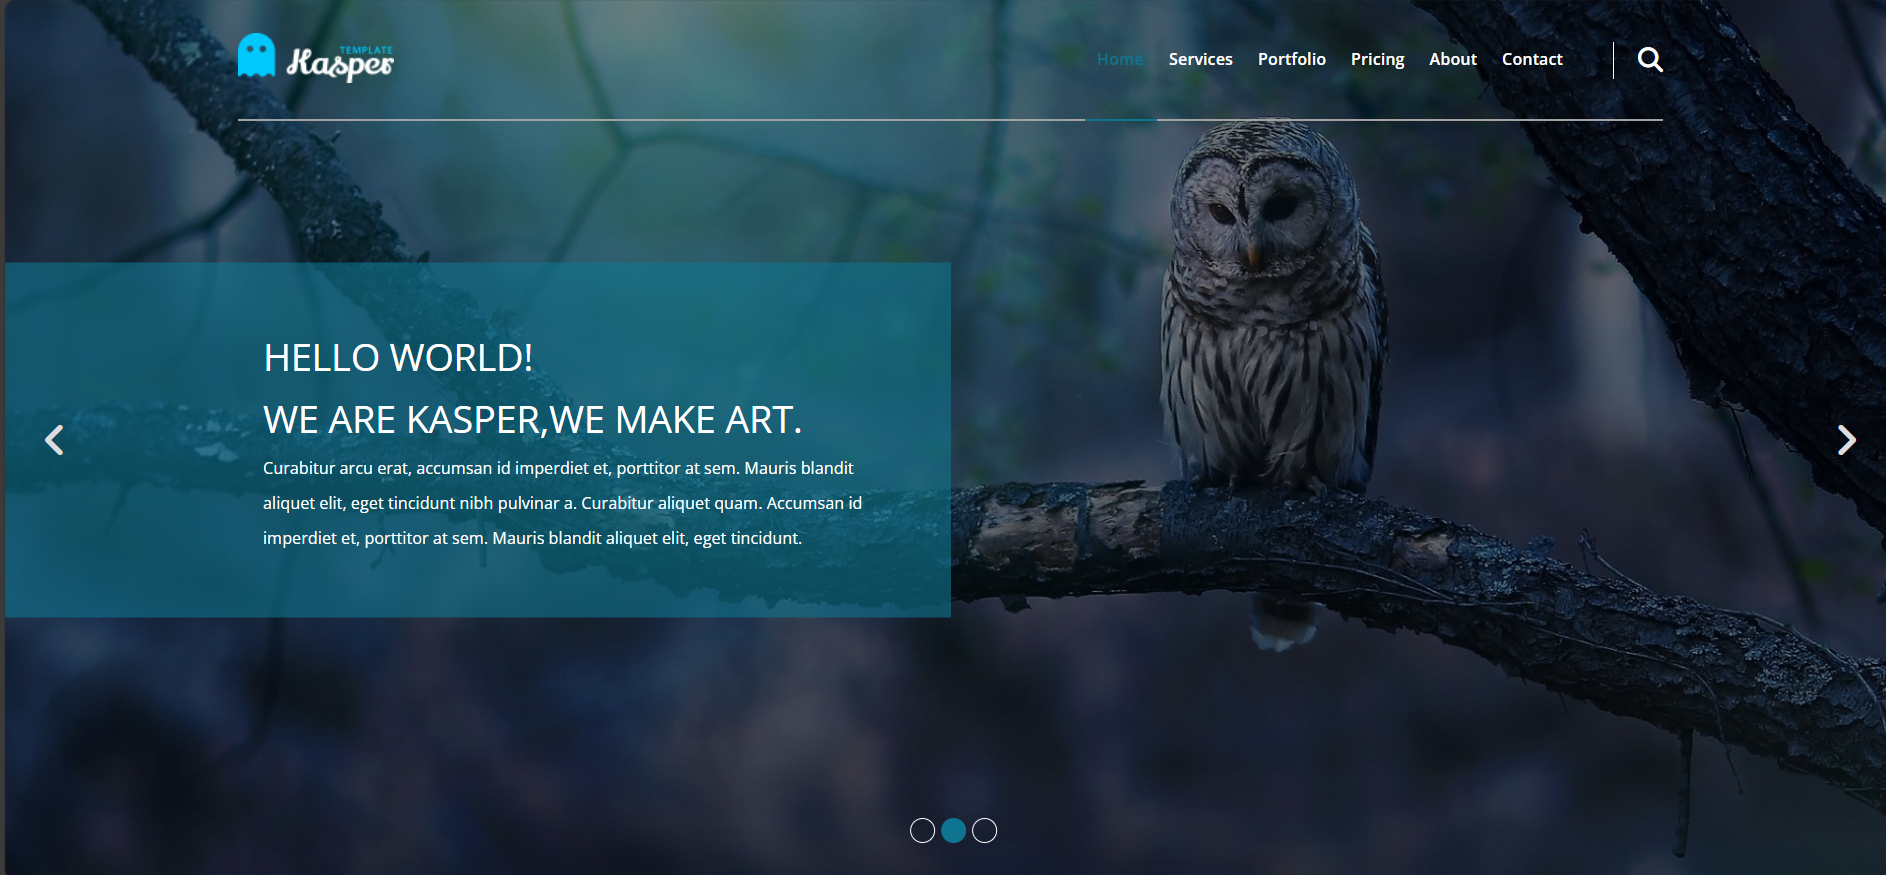 TEMPLATE
Kasper
Home Services Portfolio Pricing About Contact
HELLO WORLD!
WE ARE KASPER,WE MAKE ART.
Curabitur arcu erat, accumsan id imperdiet et, porttitor at sem. Mauris blandit
aliquet elit, eget tincidunt nibh pulvinar a. Curabitur aliquet quam. Accumsan id
imperdiet et, porttitor at sem. Mauris blandit aliquet elit, eget tincidunt.